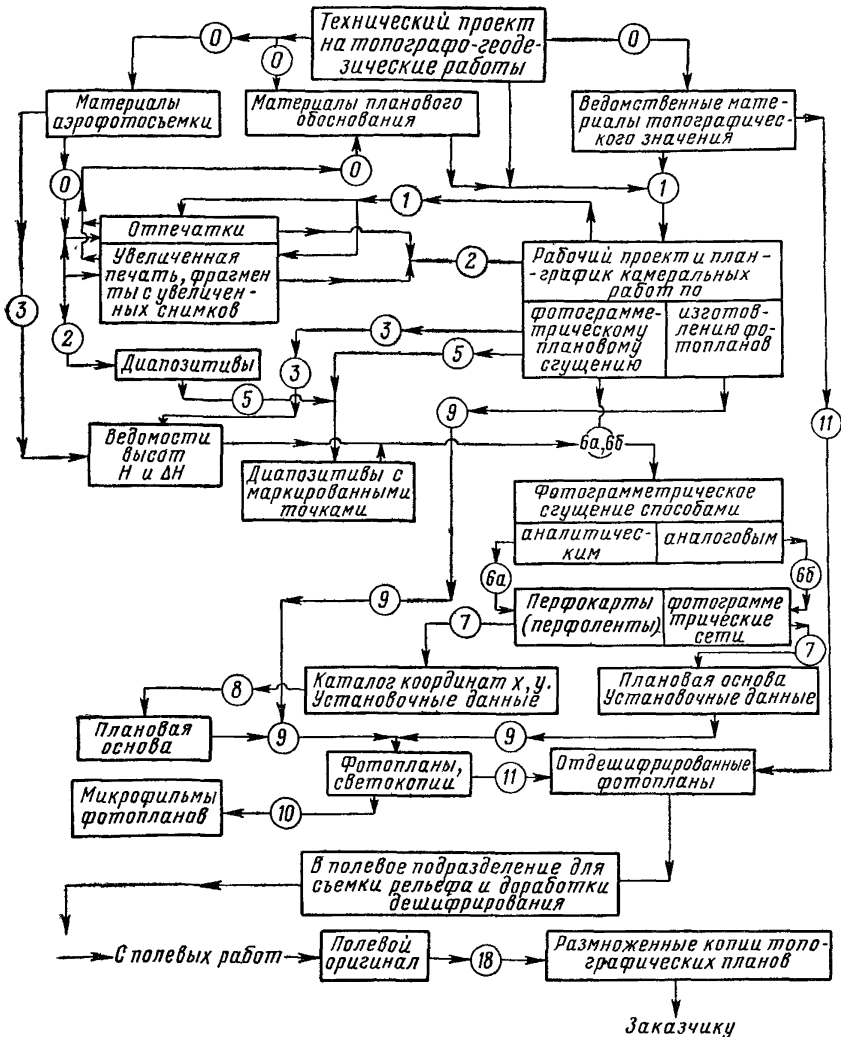 Технический проект
на топографо-геоде-
зические работы
0
0
0
Материалы
аэрофотосъемки
Материалы планового
обоснования
Ведомственные мате-
риалы топографичес-
кого значения
0
0
1
1
Отпечатки
Увеличенная
печать, фрагмен-
ты с увеличен-
ных снимков
2
Рабочий проект и план-
-график камеральных
работ по
фотограмме-
трическому
плановому
сгущению
изготов-
лению фо-
топланов
3
2
3
5
3
Диапозитивы
5
9
11
Ведомости
высот
H и ΔH
Диапозитивы с
маркированными
точками
6а,6б
Фотограмметрическое
сгущение способами
аналитичес-
ким
аналоговым
6а
6б
9
Перфокарты
(перфоленты)
фотограмме
трические
сети
7
7
8
Каталог координат x, y.
Установочные данные
Плановая основа
Установочные данные
Плановая
основа
9
9
Фотопланы,
светокопии
11
Отдешифрированные
фотопланы
Микрофильмы
фотопланов
10
В полевое подразделение для
съемки рельефа и доработки
дешифрирования
С полевых работ
Полевой
оригинал
18
Размноженные копии топо-
графических планов
Заказчику